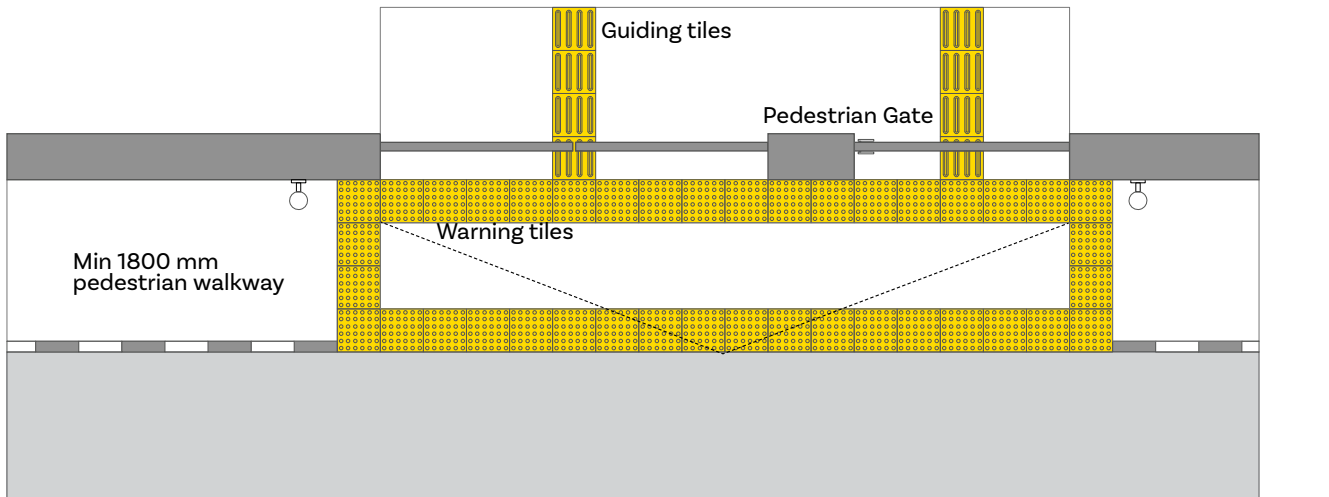 Guiding tiles
Pedestrian Gate
Warning tiles
Min 1800 mm
pedestrian walkway